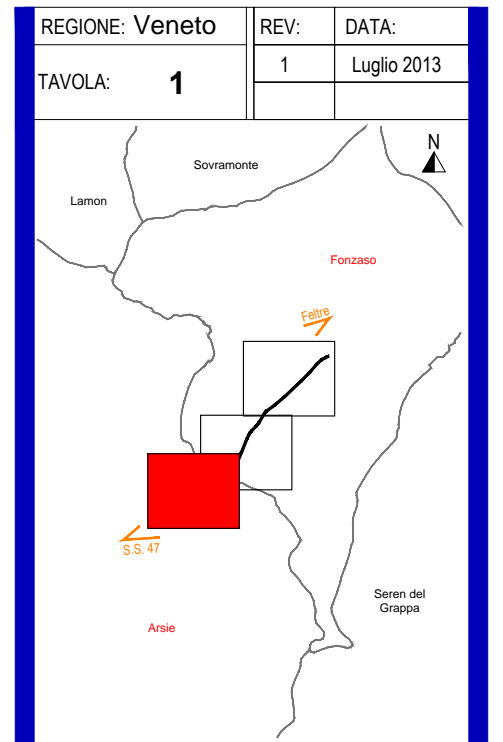 REGIONE: Veneto
REV:
DATA:
TAVOLA: 1
1
Luglio 2013
N
Sovramonte
Lamon
Fonzaso
Feltre
S.S. 47
Seren del
Grappa
Arsie